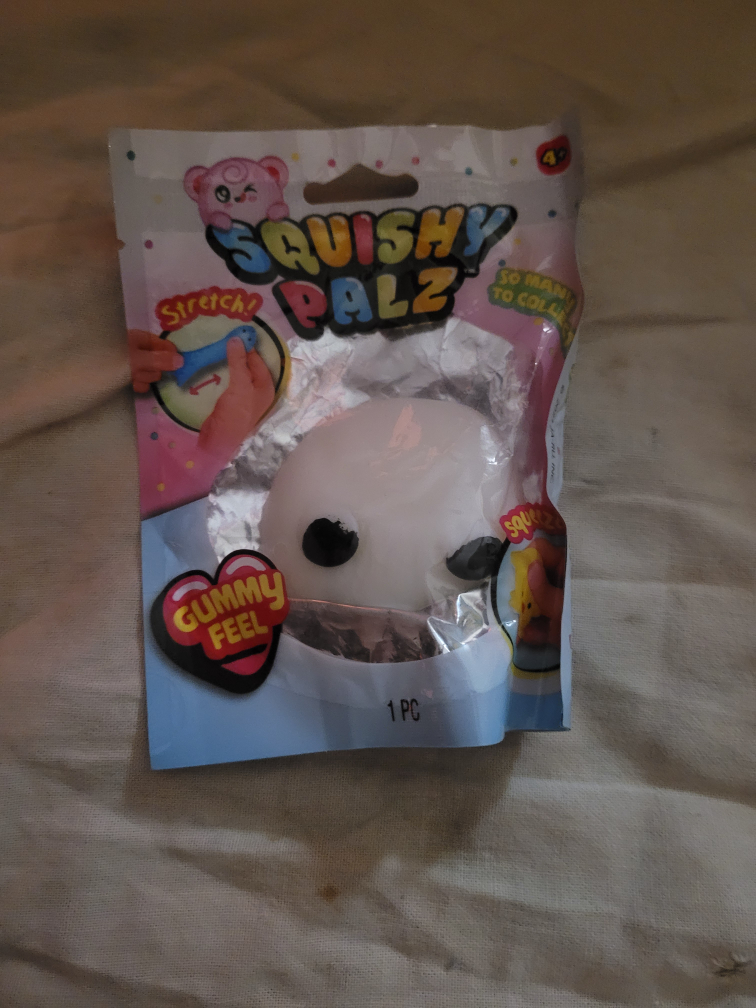 4+
SQUISHY
PALZ
Stretch!
SO MANY
TO COLLECT
GUMMY
FEEL
1 PC